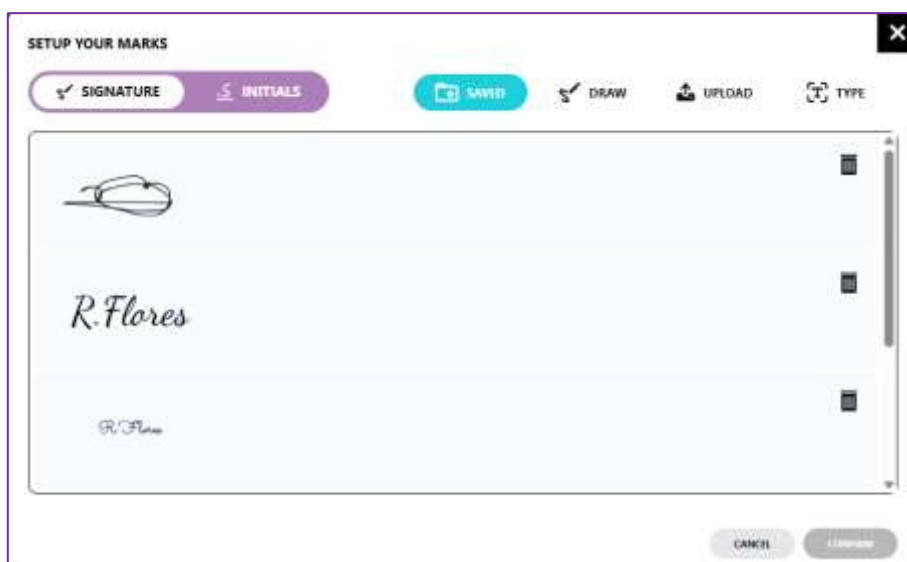 SETUP YOUR MARKS
SIGNATURE INITIALS SAVED DRAW UPLOAD TYPE
R.Flores
R.Flores
CANCEL CONFIRM